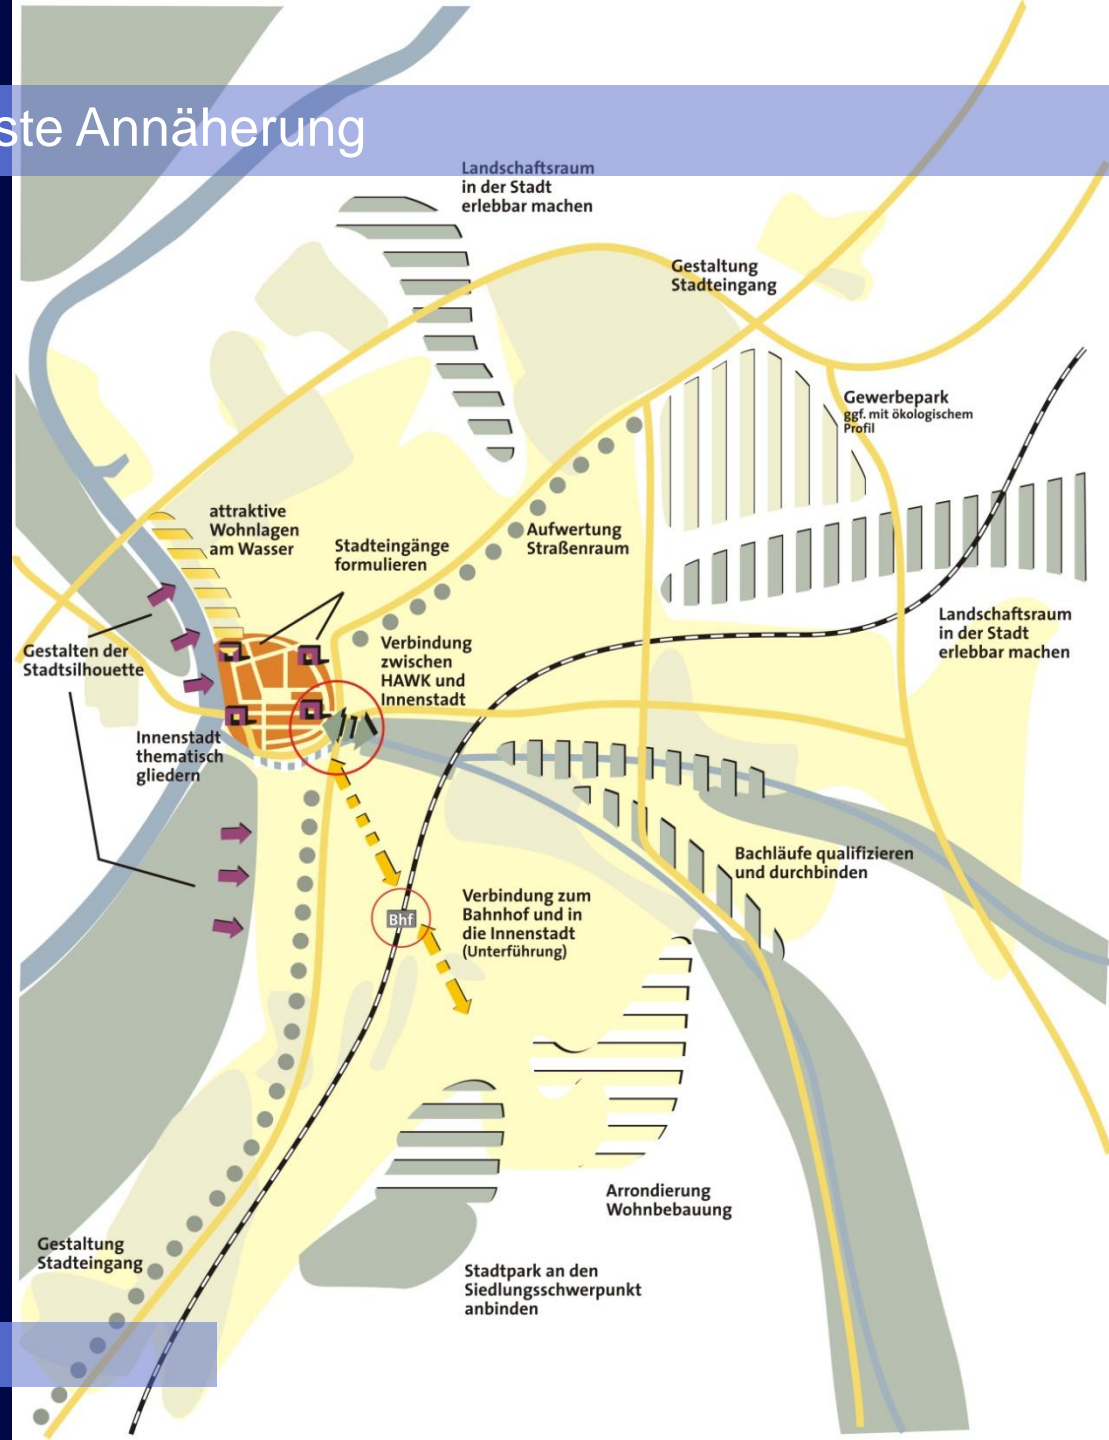 ste Annäherung
Landschaftsraum
in der Stadt
erlebbar machen
Gestaltung
Stadteingang
Gewerbepark
ggf. mit ökologischem
Profil
attraktive
Wohnlagen
am Wasser
Stadteingänge
formulieren
Aufwertung
Straßenraum
Gestalten der
Stadtsilhouette
Verbindung
zwischen
HAWK und
Innenstadt
Landschaftsraum
in der Stadt
erlebbar machen
Innenstadt
thematisch
gliedern
Bachläufe qualifizieren
und durchbinden
Verbindung zum
Bahnhof und in
die Innenstadt
(Unterführung)
Bhf
Arrondierung
Wohnbebauung
Gestaltung
Stadteingang
Stadtpark an den
Siedlungsschwerpunkt
anbinden